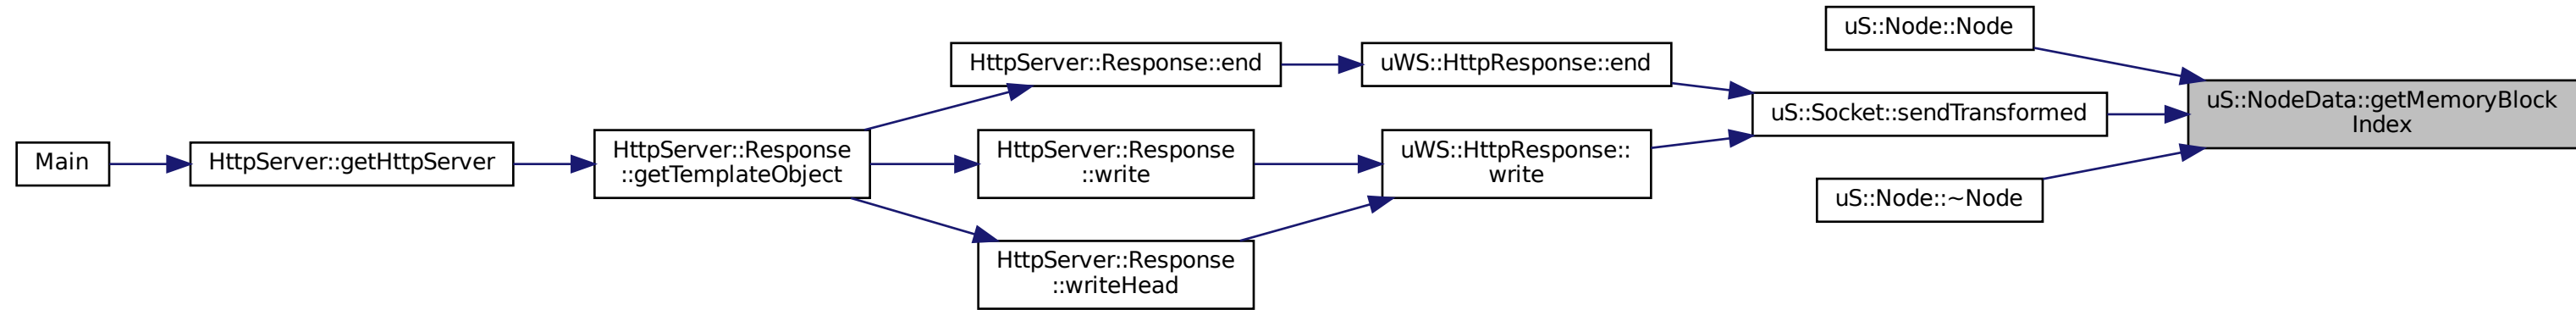 Main
HttpServer::getHttpServer
HttpServer::Response
::getTemplateObject
HttpServer::Response::end
HttpServer::Response
::write
HttpServer::Response
::writeHead
uWS::HttpResponse::end
uWS::HttpResponse::
write
uS::Node::Node
uS::Socket::sendTransformed
uS::Node::~Node
uS::NodeData::getMemoryBlock
Index